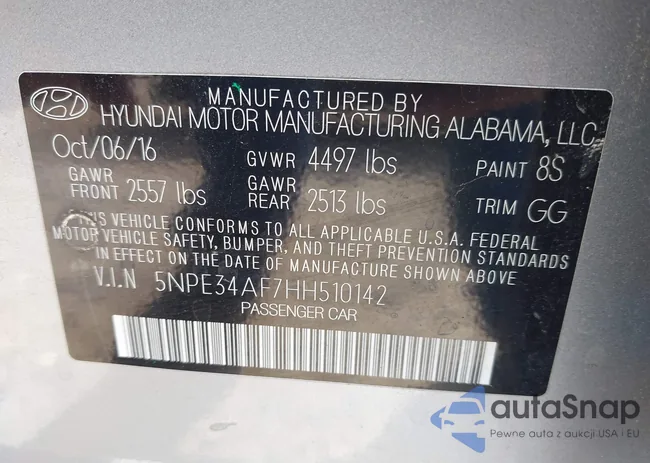 MANUFACTURED BY
HYUNDAI MOTOR MANUFACTURING ALABAMA, LLC
Oct/06/16 GVWR 4497 lbs PAINT 8S
GAWR FRONT 2557 lbs GAWR REAR 2513 lbs TRIM GG
THIS VEHICLE CONFORMS TO ALL APPLICABLE U.S.A. FEDERAL
MOTOR VEHICLE SAFETY, BUMPER, AND THEFT PREVENTION STANDARDS
IN EFFECT ON THE DATE OF MANUFACTURE SHOWN ABOVE
V.I.N 5NPE34AF7HH510142
PASSENGER CAR
autaSnap
Pewne auta z aukcji USA i EU